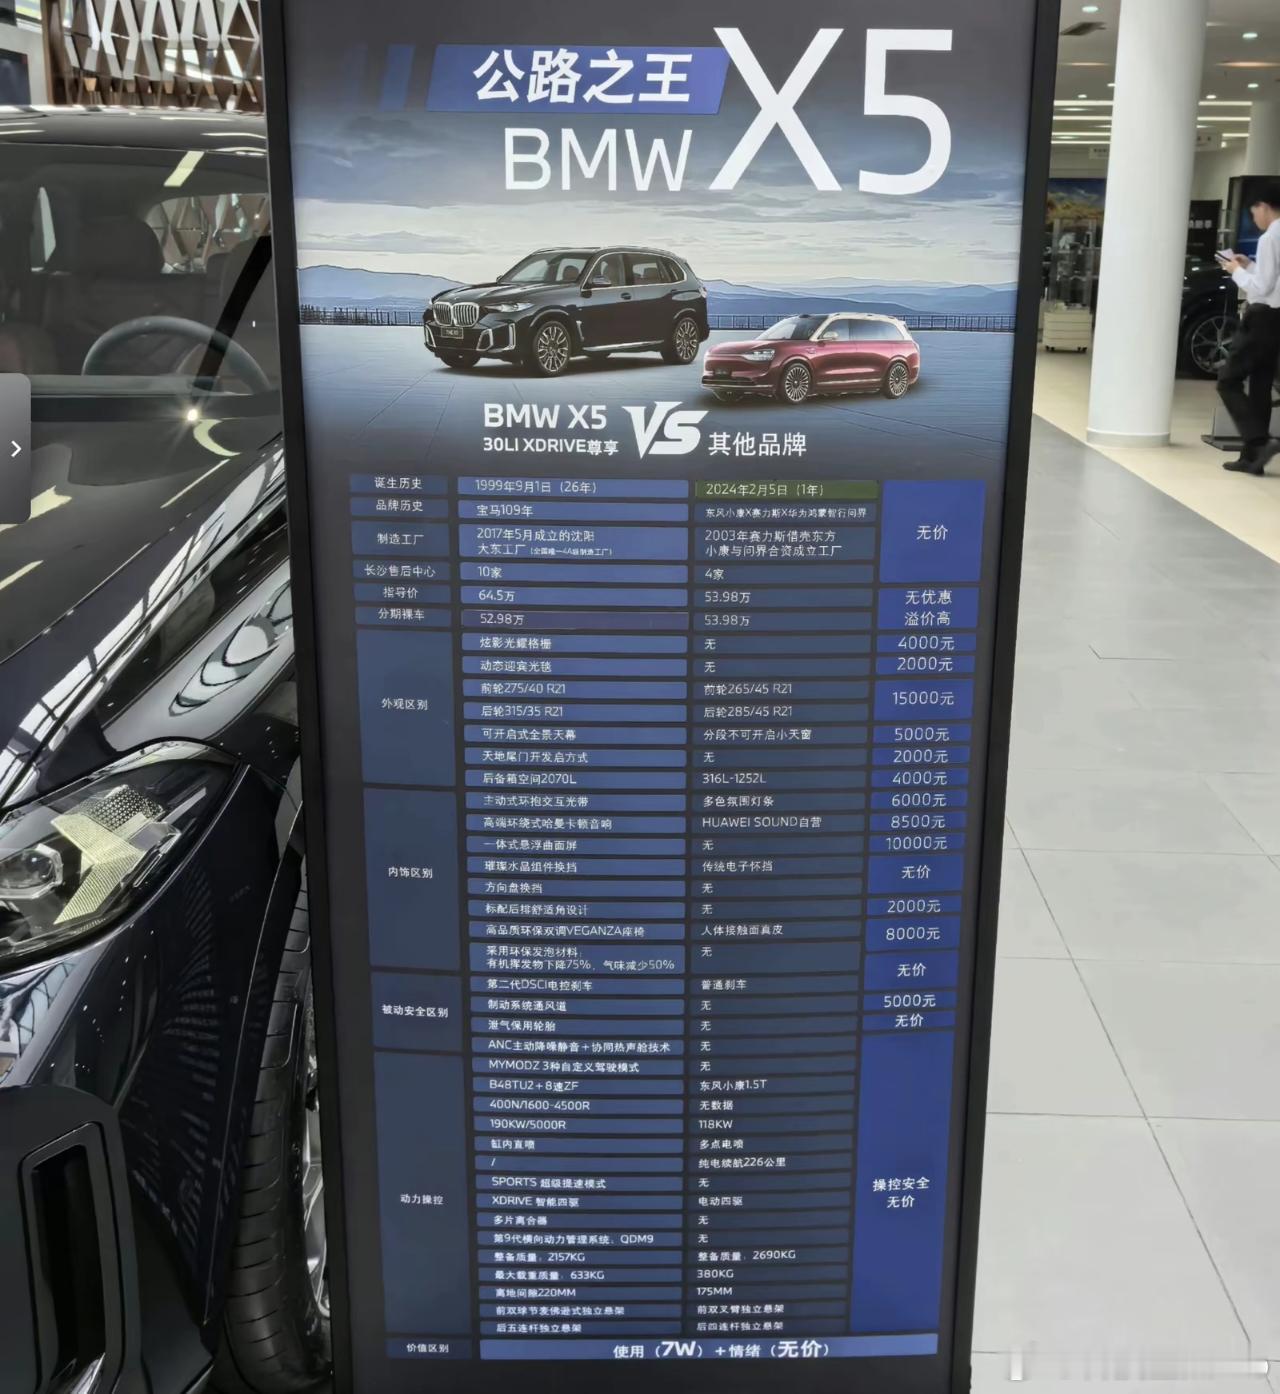 公路之王
BMW X5
BMW X5
30LI XDRIVE尊享
VS
其他品牌
诞生历史 1999年9月1日（26年） 2024年2月5日（1年） 无价
品牌历史 宝马109年 东风小康X赛力斯X华为鸿蒙智行问界
制造工厂 2017年5月成立的沈阳 2003年赛力斯借壳东方
大东工厂（全国唯一4A级制造工厂） 小康与问界合资成立工厂
长沙售后中心 10家 4家
指导价 64.5万 53.98万 无优惠
分期裸车 52.98万 53.98万 溢价高
外观区别
炫影光耀格栅 无 4000元
动态迎宾光毯 无 2000元
前轮275/40 R21 前轮265/45 R21 15000元
后轮315/35 R21 后轮285/45 R21
可开启式全景天幕 分段不可开启小天窗 5000元
天地尾门开发启方式 无 2000元
后备箱空间2070L 316L-1252L 4000元
内饰区别
主动式环抱交互光带 多色氛围灯条 6000元
高端环绕式哈曼卡顿音响 HUAWEI SOUND自营 8500元
一体式悬浮曲面屏 无 10000元
璀璨水晶组件换挡 传统电子怀挡 无价
方向盘换挡 无
标配后排舒适角设计 无 2000元
高品质环保双调VEGANZA座椅 人体接触面真皮 8000元
采用环保发泡材料： 无 无价
有机挥发物下降75%，气味减少50%
被动安全区别
第二代DSCI电控刹车 普通刹车
制动系统通风道 无 5000元
泄气保用轮胎 无 无价
ANC主动降噪静音＋协同热声舱技术 无
动力操控
MYMODZ 3种自定义驾驶模式 无
B48TU2＋8速ZF 东风小康1.5T
400N/1600-4500R 无数据
190KW/5000R 118KW
缸内直喷 多点电喷
/ 纯电续航226公里
SPORTS 超级提速模式 无 操控安全
XDRIVE 智能四驱 电动四驱 无价
多片离合器 无
第9代横向动力管理系统：QDM9 无
整备质量：2157KG 整备质量：2690KG
最大载重质量：633KG 380KG
离地间隙220MM 175MM
前双球节麦佛逊式独立悬架 前双叉臂独立悬架
后五连杆独立悬架 后四连杆独立悬架
价值区别 使用（7W）＋情绪（无价）